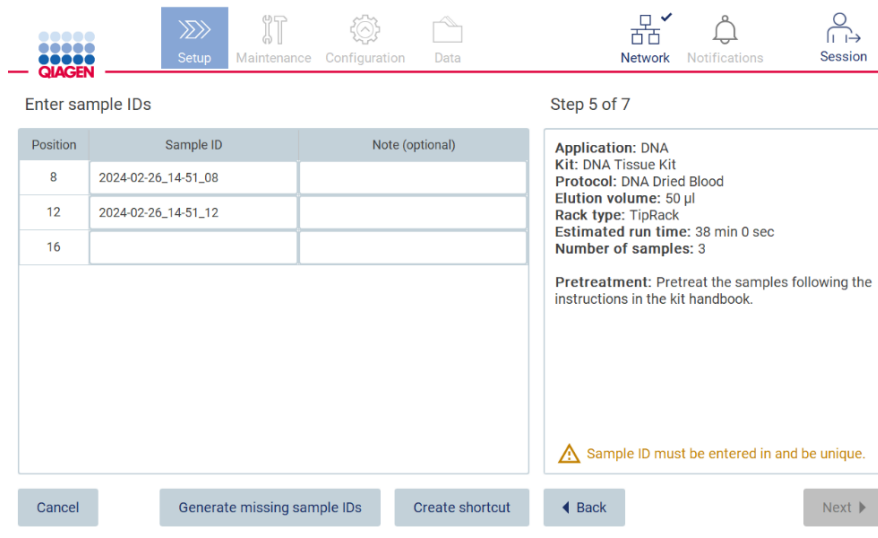 QIAGEN
Setup
Maintenance
Configuration
Data
Network
Notifications
Session
Enter sample IDs
Step 5 of 7
Position Sample ID Note (optional)
8 2024-02-26_14-51_08
12 2024-02-26_14-51_12
16
Application: DNA
Kit: DNA Tissue Kit
Protocol: DNA Dried Blood
Elution volume: 50 µl
Rack type: TipRack
Estimated run time: 38 min 0 sec
Number of samples: 3
Pretreatment: Pretreat the samples following the
instructions in the kit handbook.
Sample ID must be entered in and be unique.
Cancel
Generate missing sample IDs
Create shortcut
Back
Next